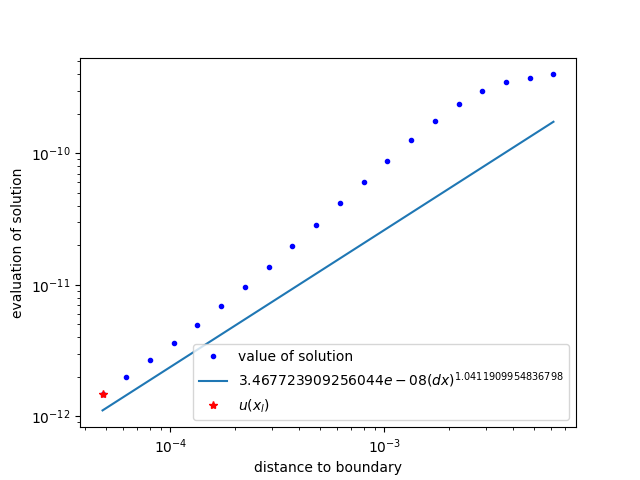 evaluation of solution
10⁻¹⁰
10⁻¹¹
10⁻¹²
value of solution
3.467723909256044e − 08(dx)^1.0411909954836798
u(x_l)
10⁻⁴
10⁻³
distance to boundary